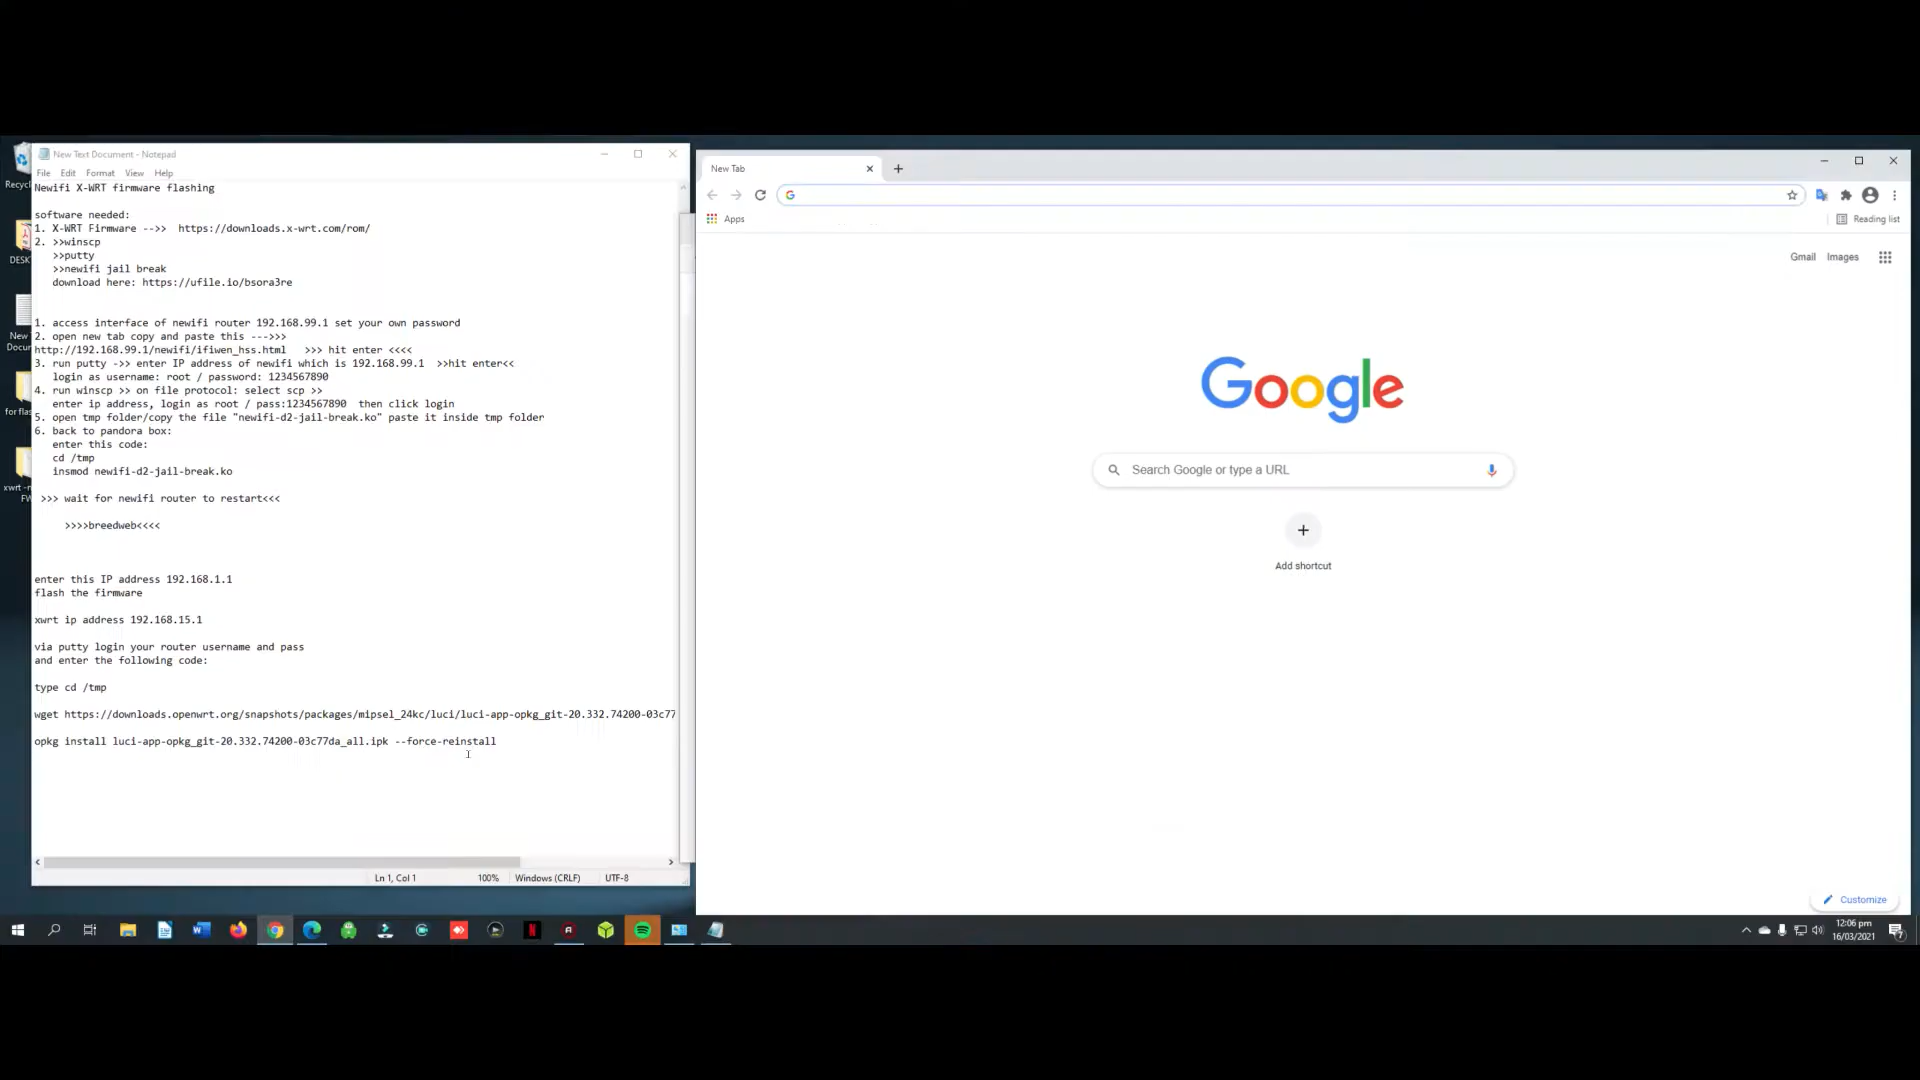 New Text Document - Notepad
File Edit Format View Help
Newifi X-WRT firmware flashing
software needed:
1. X-WRT Firmware -->> https://downloads.x-wrt.com/rom/
2. >>winscp
>>putty
>>newifi jail break
download here: https://ufile.io/bsora3re
1. access interface of newifi router 192.168.99.1 set your own password
2. open new tab copy and paste this --->>>
http://192.168.99.1/newifi/ifiwen_hss.html >>> hit enter <<<<
3. run putty ->> enter IP address of newifi which is 192.168.99.1 >>hit enter<<
login as username: root / password: 1234567890
4. run winscp >> on file protocol: select scp >>
enter ip address, login as root / pass:1234567890 then click login
5. open tmp folder/copy the file "newifi-d2-jail-break.ko" paste it inside tmp folder
6. back to pandora box:
enter this code:
cd /tmp
insmod newifi-d2-jail-break.ko
>>> wait for newifi router to restart<<<
>>>>breedweb<<<<
enter this IP address 192.168.1.1
flash the firmware
xwrt ip address 192.168.15.1
via putty login your router username and pass
and enter the following code:
type cd /tmp
wget https://downloads.openwrt.org/snapshots/packages/mipsel_24kc/luci/luci-app-opkg_git-20.332.74200-03c77
opkg install luci-app-opkg_git-20.332.74200-03c77da_all.ipk --force-reinstall
Ln 1, Col 1 100% Windows (CRLF) UTF-8
New Tab
Apps
Reading list
Gmail Images
Google
Search Google or type a URL
Add shortcut
Customize
12:06 pm
16/03/2021